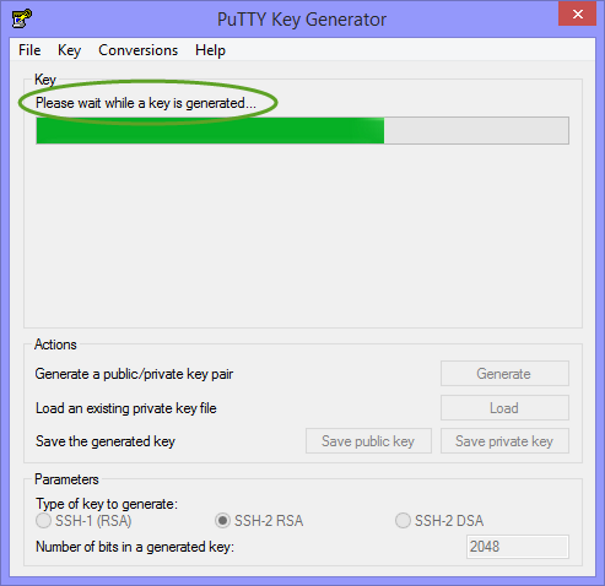 PuTTY Key Generator
File Key Conversions Help
Key
Please wait while a key is generated...
Actions
Generate a public/private key pair Generate
Load an existing private key file Load
Save the generated key Save public key Save private key
Parameters
Type of key to generate:
SSH-1 (RSA) SSH-2 RSA SSH-2 DSA
Number of bits in a generated key: 2048